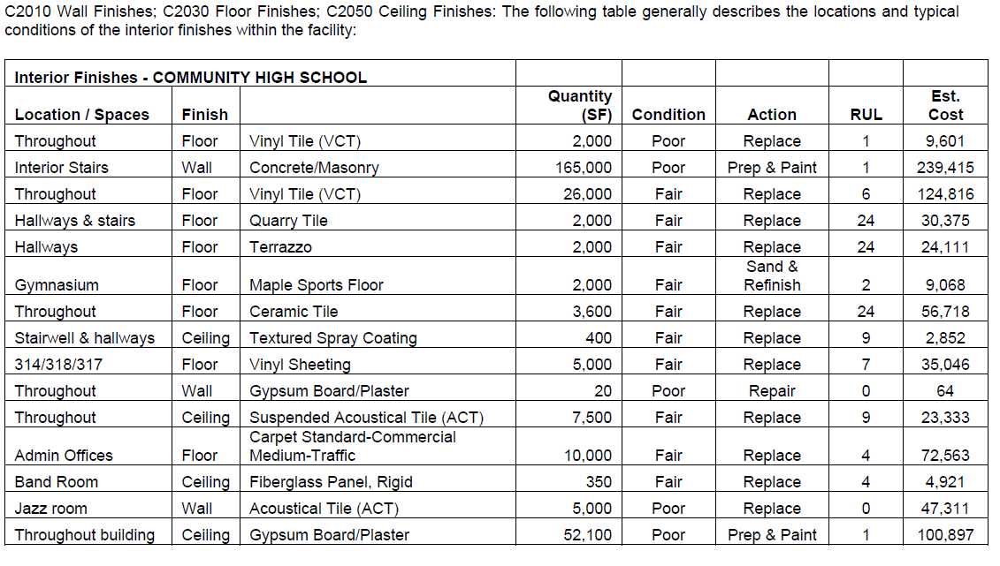 C2010 Wall Finishes; C2030 Floor Finishes; C2050 Ceiling Finishes: The following table generally describes the locations and typical
conditions of the interior finishes within the facility:
Interior Finishes - COMMUNITY HIGH SCHOOL
Location / Spaces Finish Quantity (SF) Condition Action RUL Est. Cost
Throughout Floor Vinyl Tile (VCT) 2,000 Poor Replace 1 9,601
Interior Stairs Wall Concrete/Masonry 165,000 Poor Prep & Paint 1 239,415
Throughout Floor Vinyl Tile (VCT) 26,000 Fair Replace 6 124,816
Hallways & stairs Floor Quarry Tile 2,000 Fair Replace 24 30,375
Hallways Floor Terrazzo 2,000 Fair Replace 24 24,111
Gymnasium Floor Maple Sports Floor 2,000 Fair Sand & Refinish 2 9,068
Throughout Floor Ceramic Tile 3,600 Fair Replace 24 56,718
Stairwell & hallways Ceiling Textured Spray Coating 400 Fair Replace 9 2,852
314/318/317 Floor Vinyl Sheeting 5,000 Fair Replace 7 35,046
Throughout Wall Gypsum Board/Plaster 20 Poor Repair 0 64
Throughout Ceiling Suspended Acoustical Tile (ACT) 7,500 Fair Replace 9 23,333
Admin Offices Floor Carpet Standard-Commercial Medium-Traffic 10,000 Fair Replace 4 72,563
Band Room Ceiling Fiberglass Panel, Rigid 350 Fair Replace 4 4,921
Jazz room Wall Acoustical Tile (ACT) 5,000 Poor Replace 0 47,311
Throughout building Ceiling Gypsum Board/Plaster 52,100 Poor Prep & Paint 1 100,897